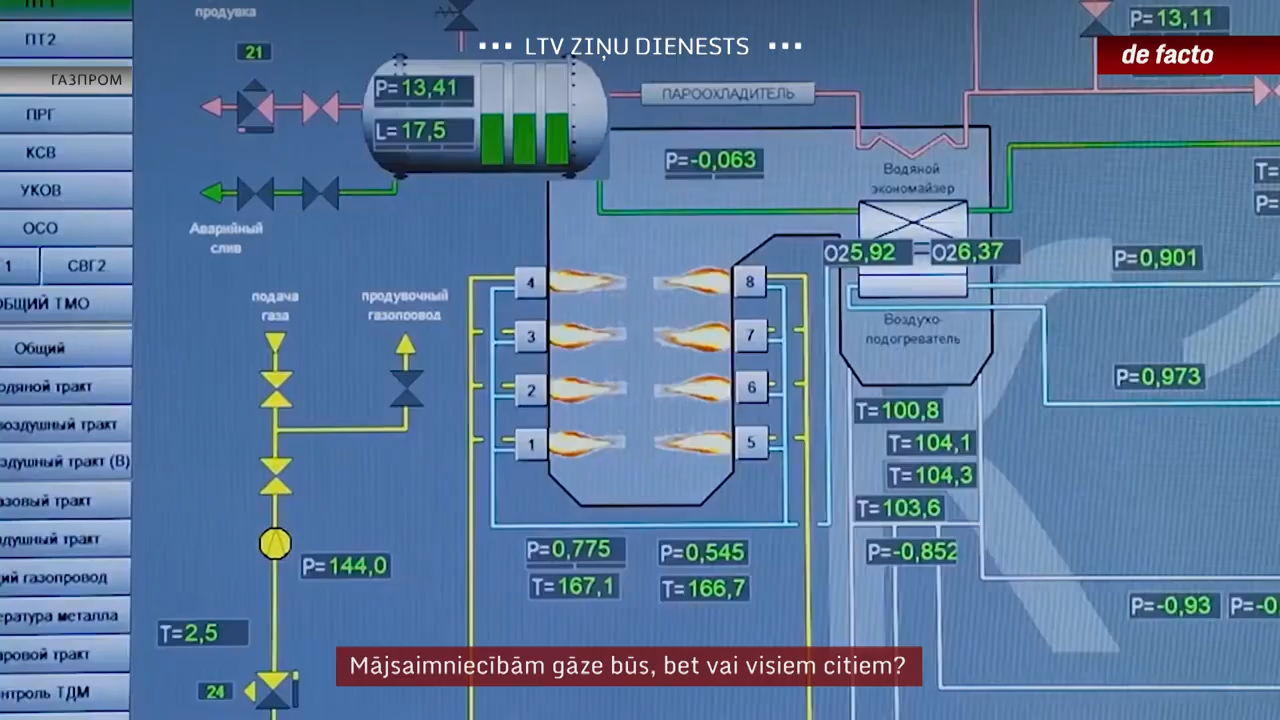 ПТ1
ПТ2
ГАЗПРОМ
ПРГ
КСВ
УКОВ
ОСО
1
СВГ2
ОБЩИЙ ТМО
Общий
одяной тракт
воздушный тракт
здушный тракт (В)
азовый тракт
душный тракт
ий газопровод
ература металла
аровой тракт
нтроль ТДМ
продувка
21
••• LTV ZIŅU DIENESTS •••
de facto
P=13,11
P=13,41
L=17,5
ПАРООХЛАДИТЕЛЬ
P=-0,063
Водяной
экономайзер
T=
P=
Аварийный
слив
O25,92
O26,37
P=0,901
подача
газа
продувочный
газопровод
4
8
3
7
2
6
1
5
Воздухо-
подогреватель
P=0,973
T=100,8
T=104,1
T=104,3
T=103,6
P=-0,852
P=144,0
P=0,775
P=0,545
T=167,1
T=166,7
P=-0,93
P=-0
T=2,5
24
Mājsaimniecībām gāze būs, bet vai visiem citiem?